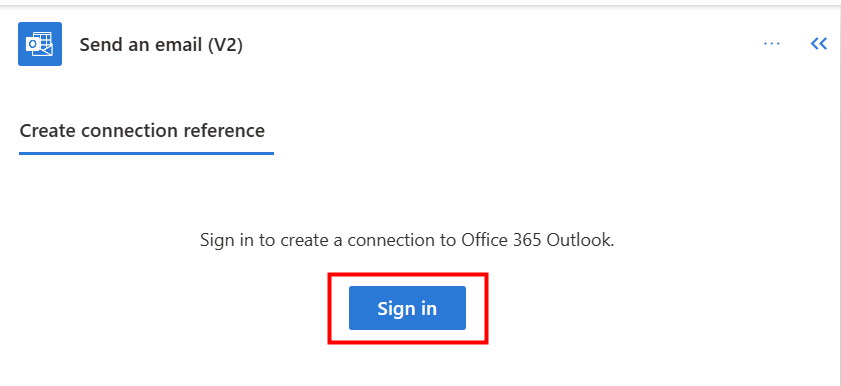 Send an email (V2)
Create connection reference
Sign in to create a connection to Office 365 Outlook.
Sign in